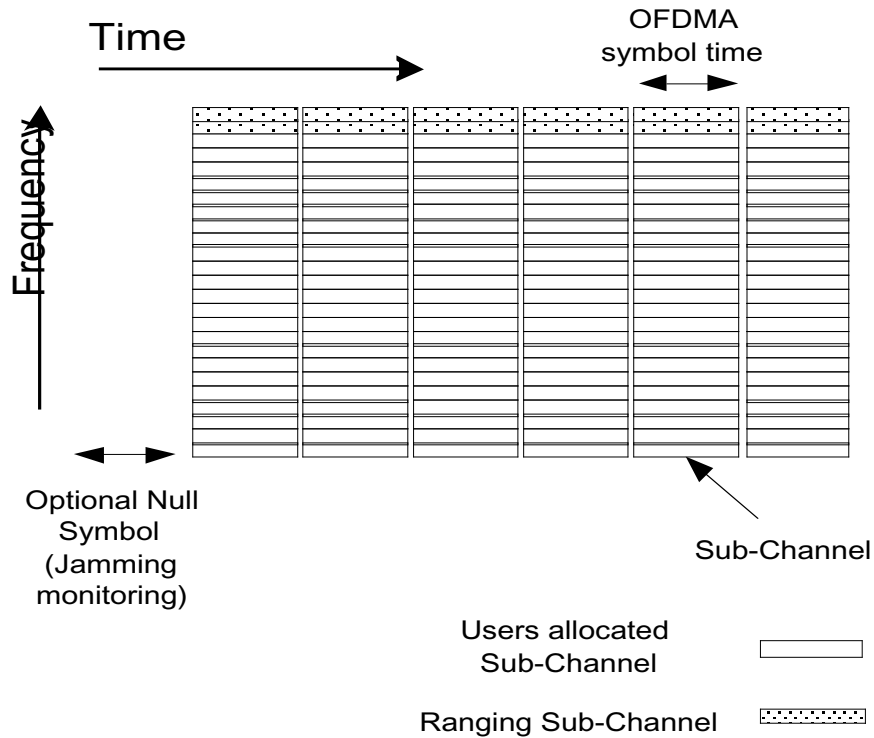 Time
OFDMA
symbol time
Frequency
Optional Null
Symbol
(Jamming
monitoring)
Sub-Channel
Users allocated
Sub-Channel
Ranging Sub-Channel